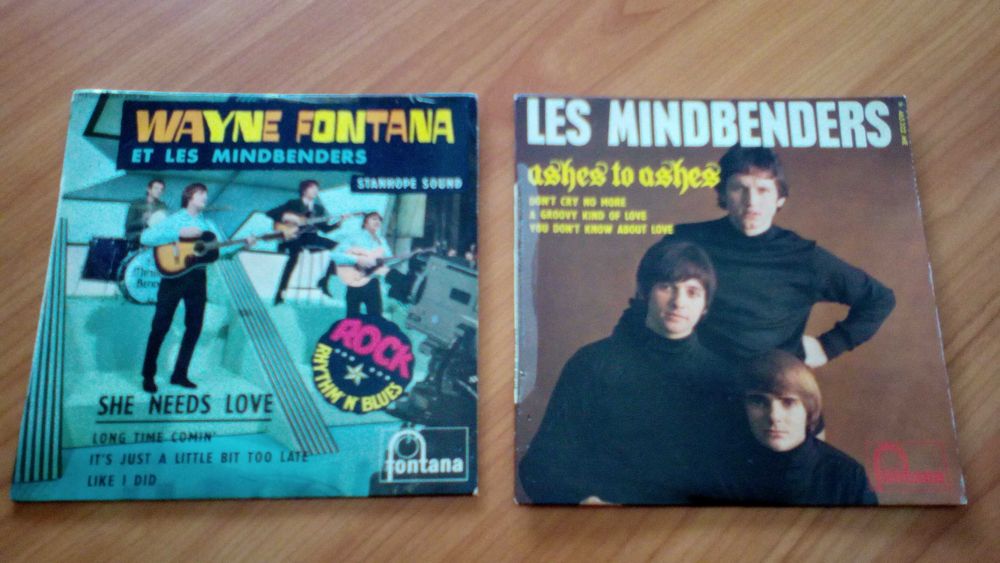 WAYNE FONTANA
ET LES MINDBENDERS
STANHOPE SOUND
ROCK
RHYTHM 'N' BLUES
SHE NEEDS LOVE
LONG TIME COMIN'
IT'S JUST A LITTLE BIT TOO LATE
LIKE I DID
fontana
LES MINDBENDERS
ashes to ashes
DON'T CRY NO MORE
A GROOVY KIND OF LOVE
YOU DON'T KNOW ABOUT LOVE
fontana